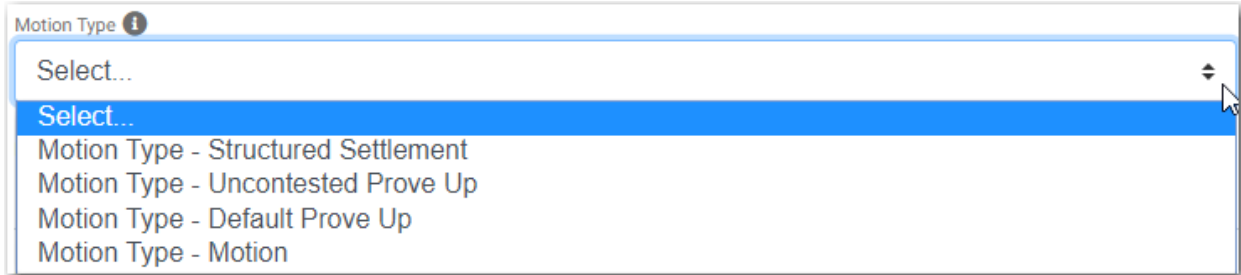 Motion Type
Select...
Select...
Motion Type - Structured Settlement
Motion Type - Uncontested Prove Up
Motion Type - Default Prove Up
Motion Type - Motion